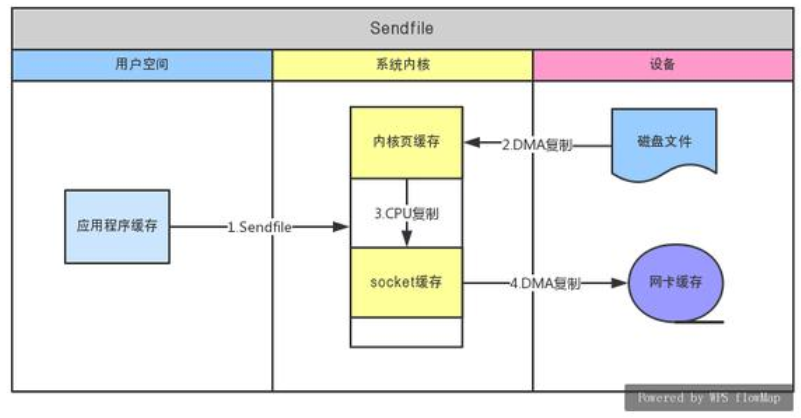 Sendfile
用户空间
系统内核
设备
内核页缓存
2.DMA复制
磁盘文件
应用程序缓存
1.Sendfile
3.CPU复制
socket缓存
4.DMA复制
网卡缓存
Powered by WPS flowMap